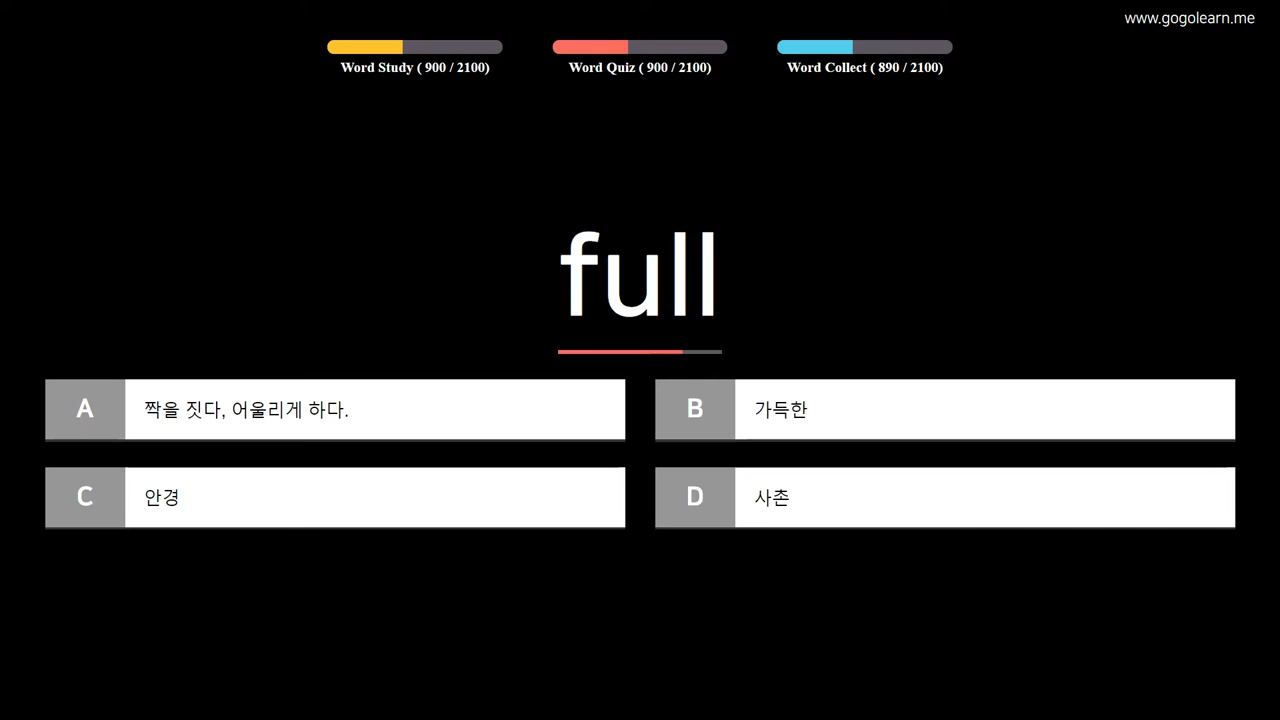 www.gogolearn.me
Word Study ( 900 / 2100)
Word Quiz ( 900 / 2100)
Word Collect ( 890 / 2100)
full
A 짝을 짓다, 어울리게 하다.
B 가득한
C 안경
D 사촌